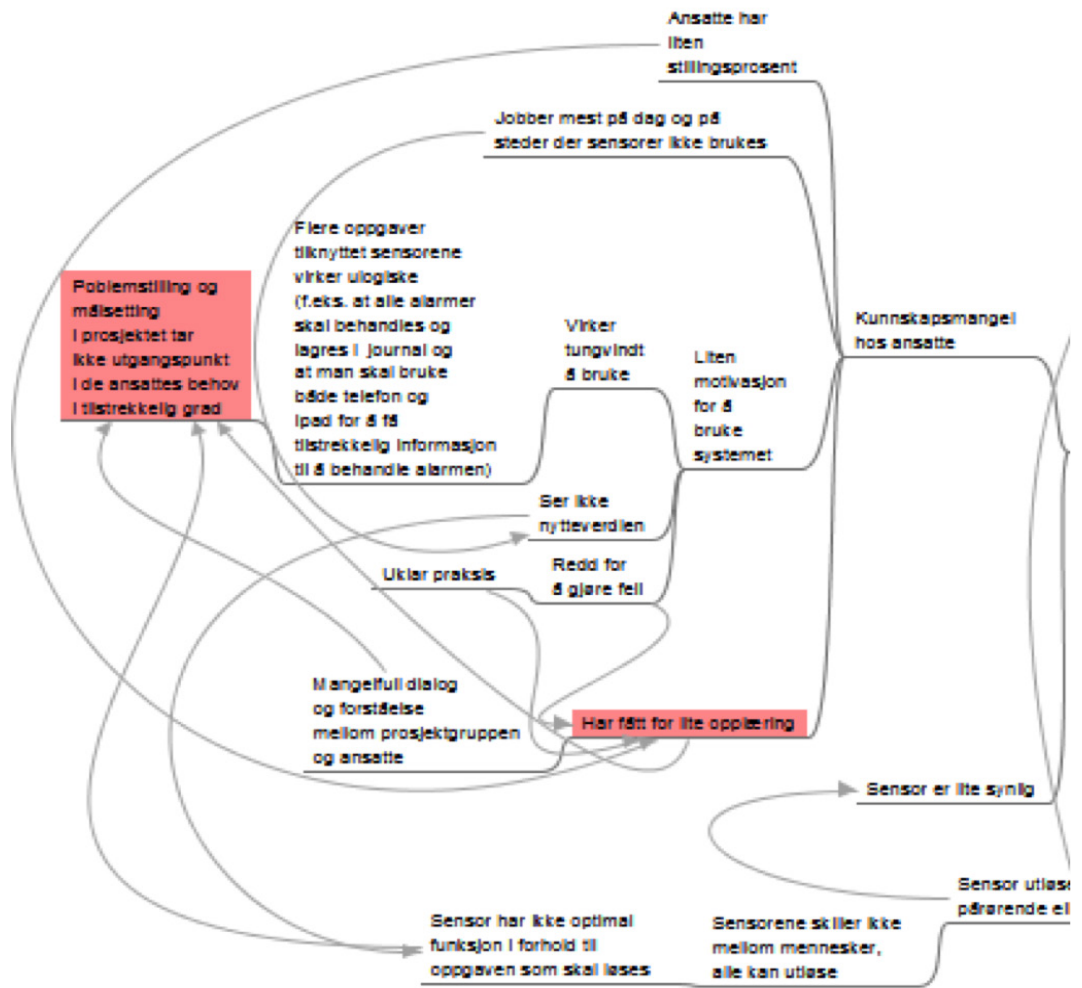 Ansatte har
liten
stillingsprosent
Jobber mest på dag og på
steder der sensorer ikke brukes
Flere oppgaver
tilknyttet sensorene
virker ulogiske
(f.eks. at alle alarmer
skal behandles og
lagres i journal og
at man skal bruke
både telefon og
ipad for å få
tilstrekkelig informasjon
til å behandle alarmen)
Poblemstilling og
målsetting
i prosjektet tar
ikke utgangspunkt
i de ansattes behov
i tilstrekkelig grad
Virker
tungvindt
å bruke
Liten
motivasjon
for å
bruke
systemet
Kunnskapsmangel
hos ansatte
Ser ikke
nytteverdien
Uklar praksis
Redd for
å gjøre feil
Mangelfull dialog
og forståelse
mellom prosjektgruppen
og ansatte
Har fått for lite opplæring
Sensor er lite synlig
Sensor utløse
pårørende ell
Sensor har ikke optimal
funksjon i forhold til
oppgaven som skal løses
Sensorene skiller ikke
mellom mennesker,
alle kan utløse